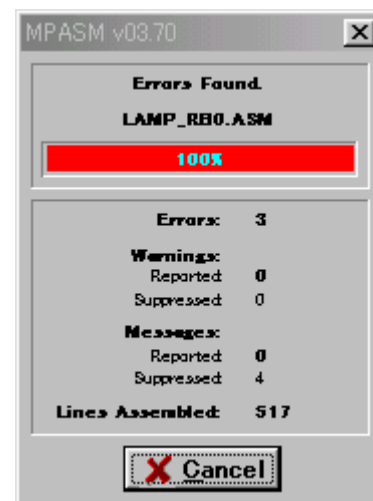 MPASM v03.70
Errors Found.
LAMP_RB0.ASM
100%
Errors: 3
Warnings:
Reported: 0
Suppressed: 0
Messages:
Reported: 0
Suppressed: 4
Lines Assembled: 517
Cancel